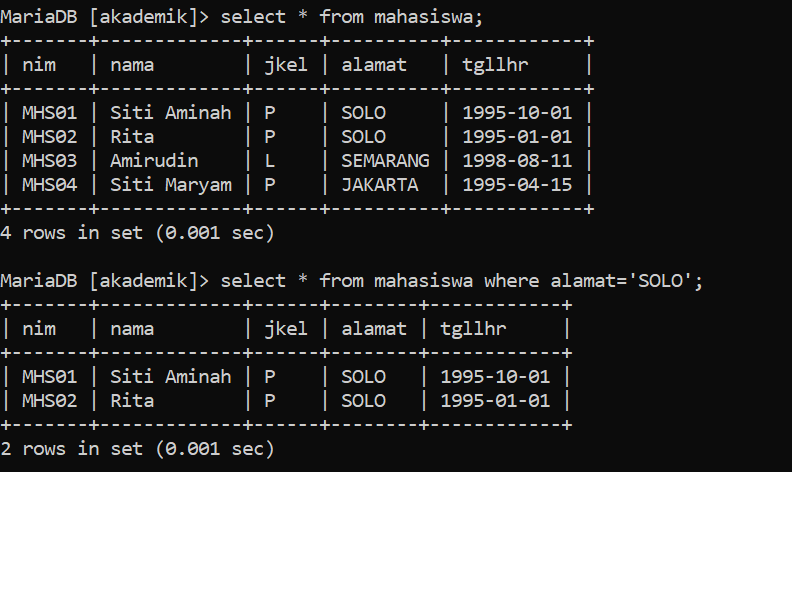 MariaDB [akademik]> select * from mahasiswa;
+-------+-------------+------+----------+------------+
| nim   | nama        | jkel | alamat   | tgllhr     |
+-------+-------------+------+----------+------------+
| MHS01 | Siti Aminah | P    | SOLO     | 1995-10-01 |
| MHS02 | Rita        | P    | SOLO     | 1995-01-01 |
| MHS03 | Amirudin    | L    | SEMARANG | 1998-08-11 |
| MHS04 | Siti Maryam | P    | JAKARTA  | 1995-04-15 |
+-------+-------------+------+----------+------------+
4 rows in set (0.001 sec)

MariaDB [akademik]> select * from mahasiswa where alamat='SOLO';
+-------+-------------+------+--------+------------+
| nim   | nama        | jkel | alamat | tgllhr     |
+-------+-------------+------+--------+------------+
| MHS01 | Siti Aminah | P    | SOLO   | 1995-10-01 |
| MHS02 | Rita        | P    | SOLO   | 1995-01-01 |
+-------+-------------+------+--------+------------+
2 rows in set (0.001 sec)